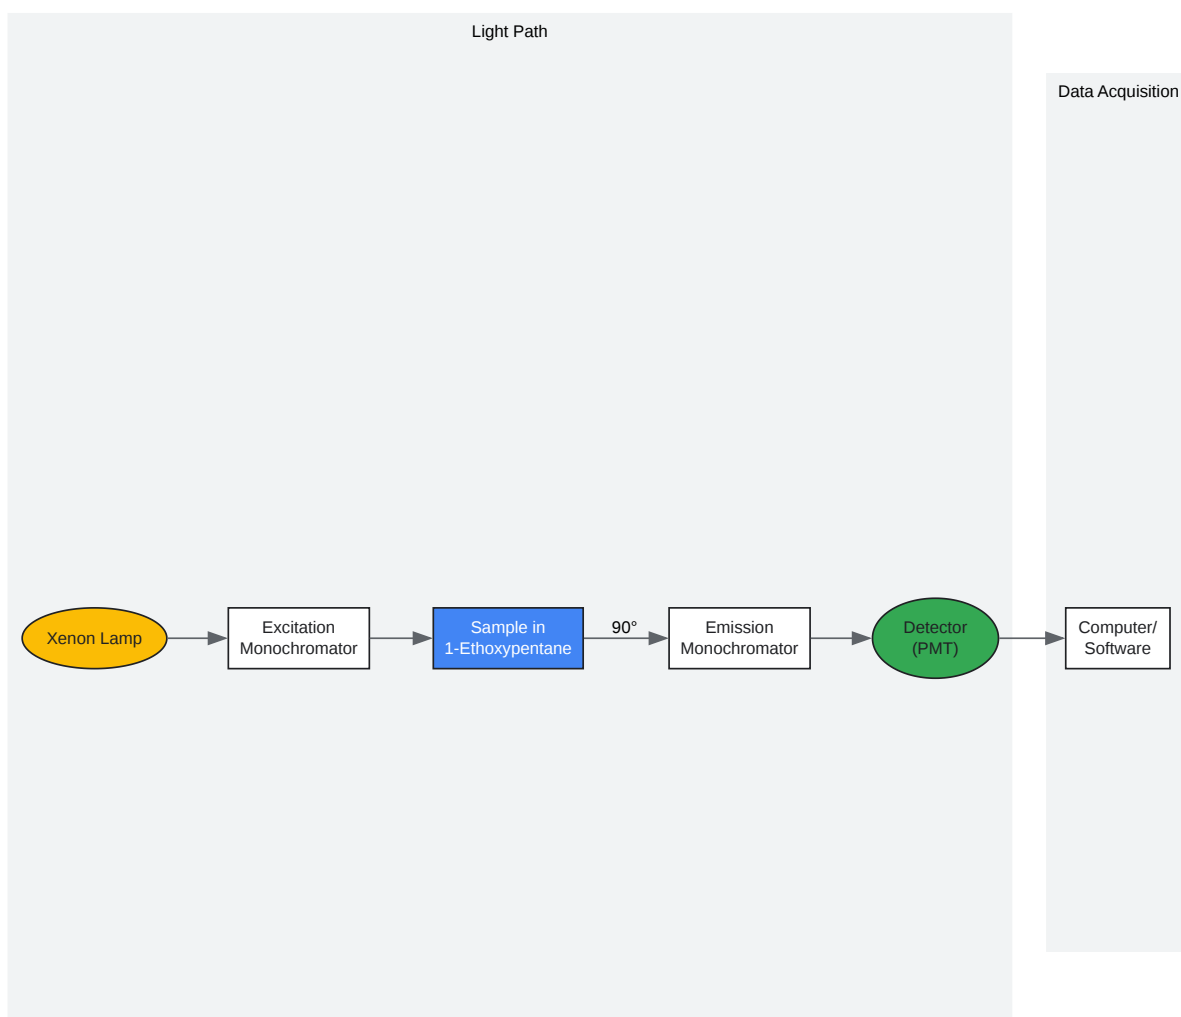 Light Path
Data Acquisition
Xenon Lamp
Excitation
Monochromator
Sample in
1-Ethoxypentane
90°
Emission
Monochromator
Detector
(PMT)
Computer/
Software